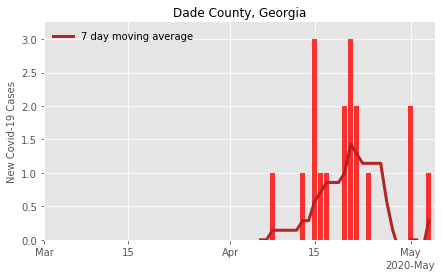 Dade County, Georgia
7 day moving average
New Covid-19 Cases
3.0
2.5
2.0
1.5
1.0
0.5
0.0
Mar
15
Apr
15
May
2020-May